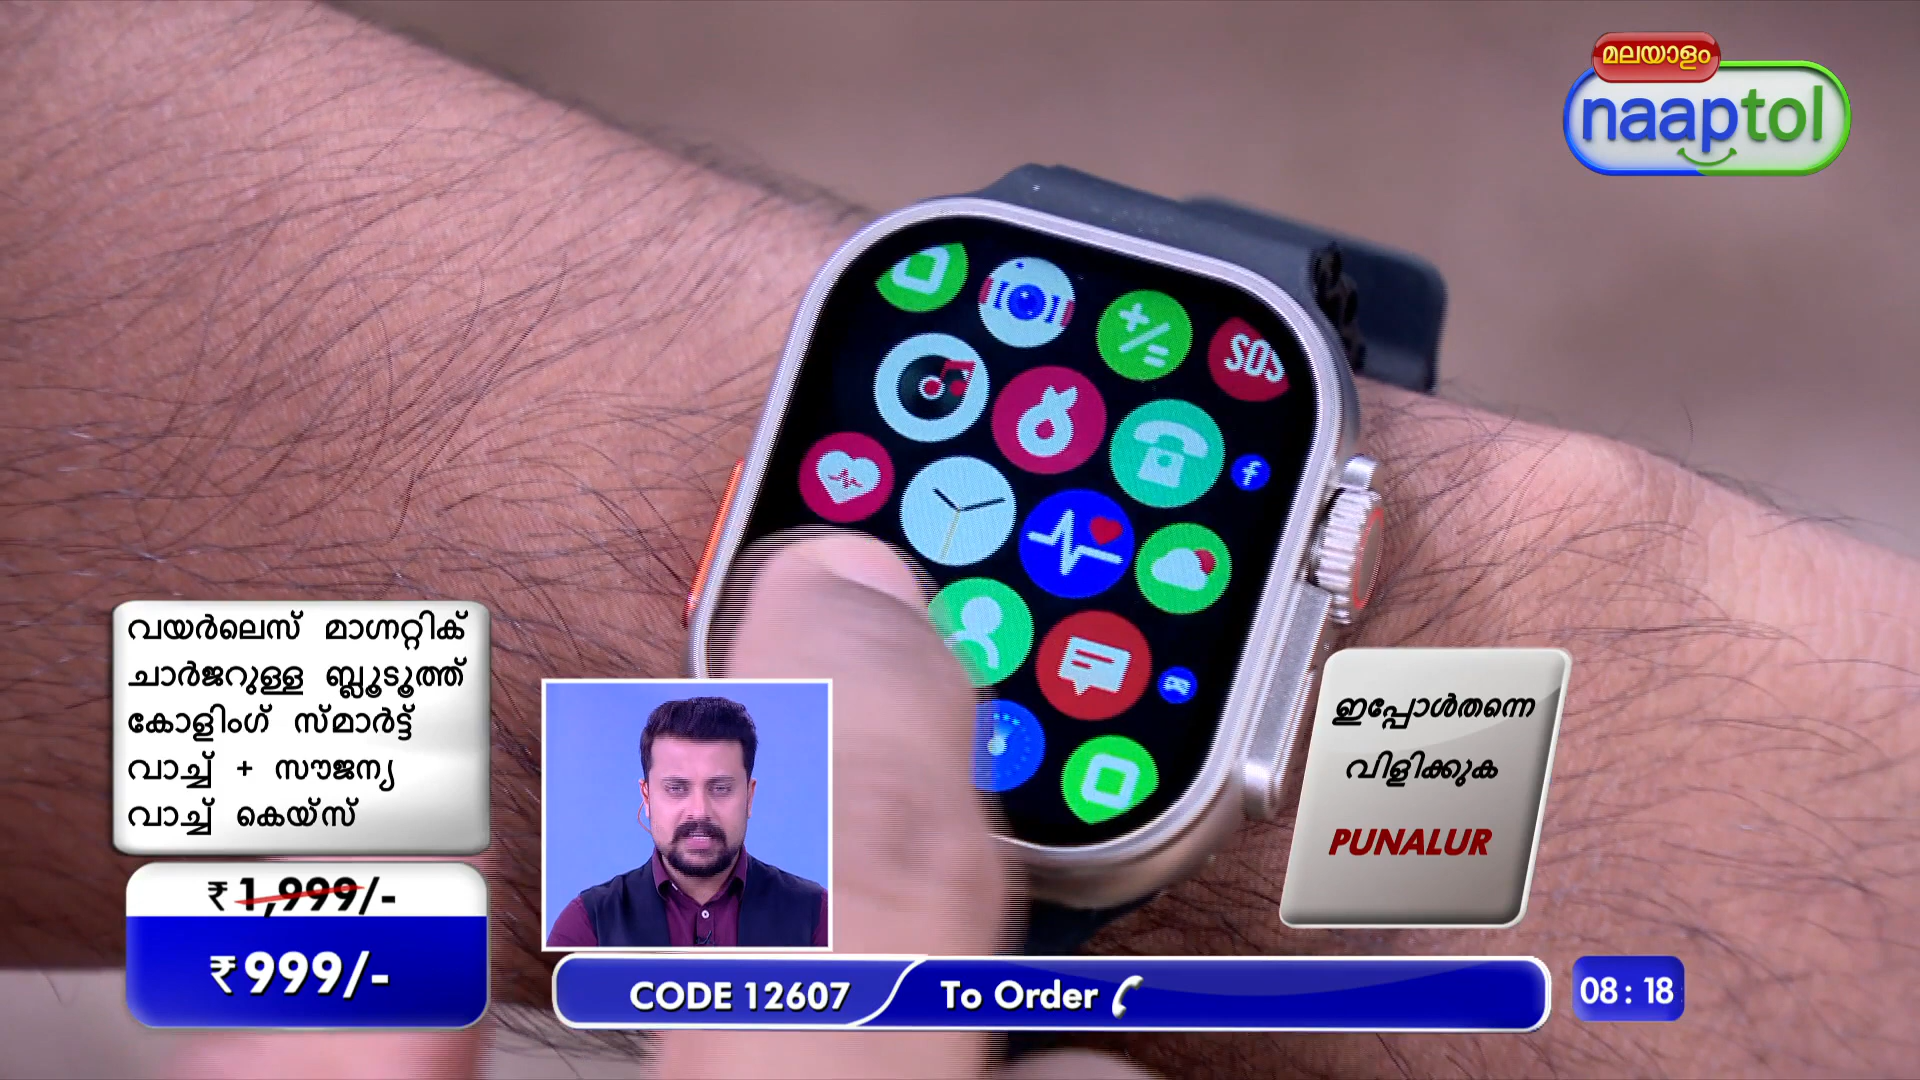 മലയാളം
naaptol
SOS
വയർലെസ് മാഗ്നറ്റിക്
ചാർജറുള്ള ബ്ലൂടൂത്ത്
കോളിംഗ് സ്മാർട്ട്
വാച്ച് + സൗജന്യ
വാച്ച് കെയ്സ്
₹ 1,999/-
₹ 999/-
ഇപ്പോൾതന്നെ
വിളിക്കുക
PUNALUR
CODE 12607
To Order
08:18